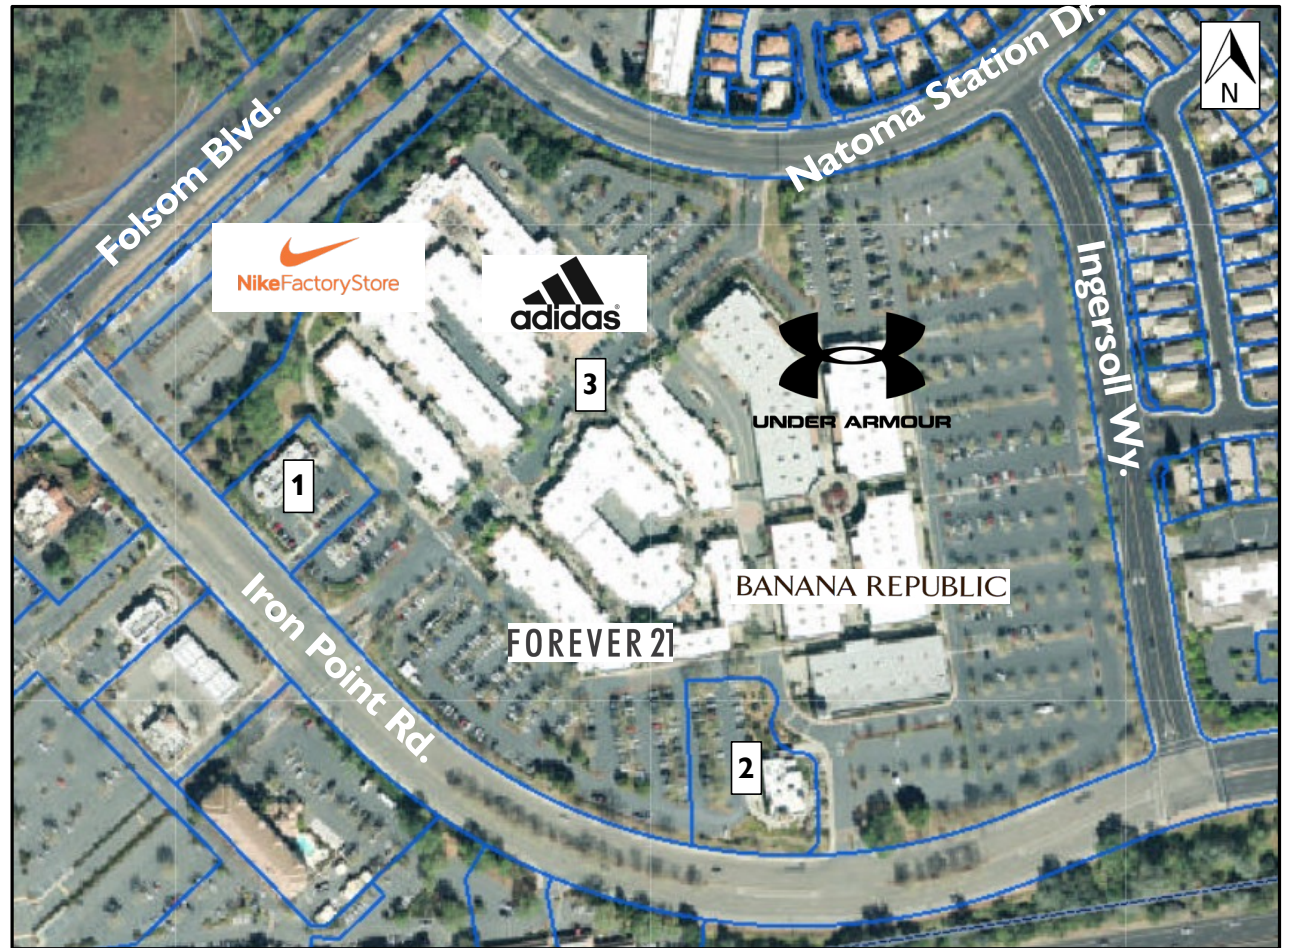 Natoma Station Dr.
N
Folsom Blvd.
NikeFactoryStore
adidas®
Ingersoll Wy.
3
UNDER ARMOUR
1
BANANA REPUBLIC
Iron Point Rd.
FOREVER 21
2